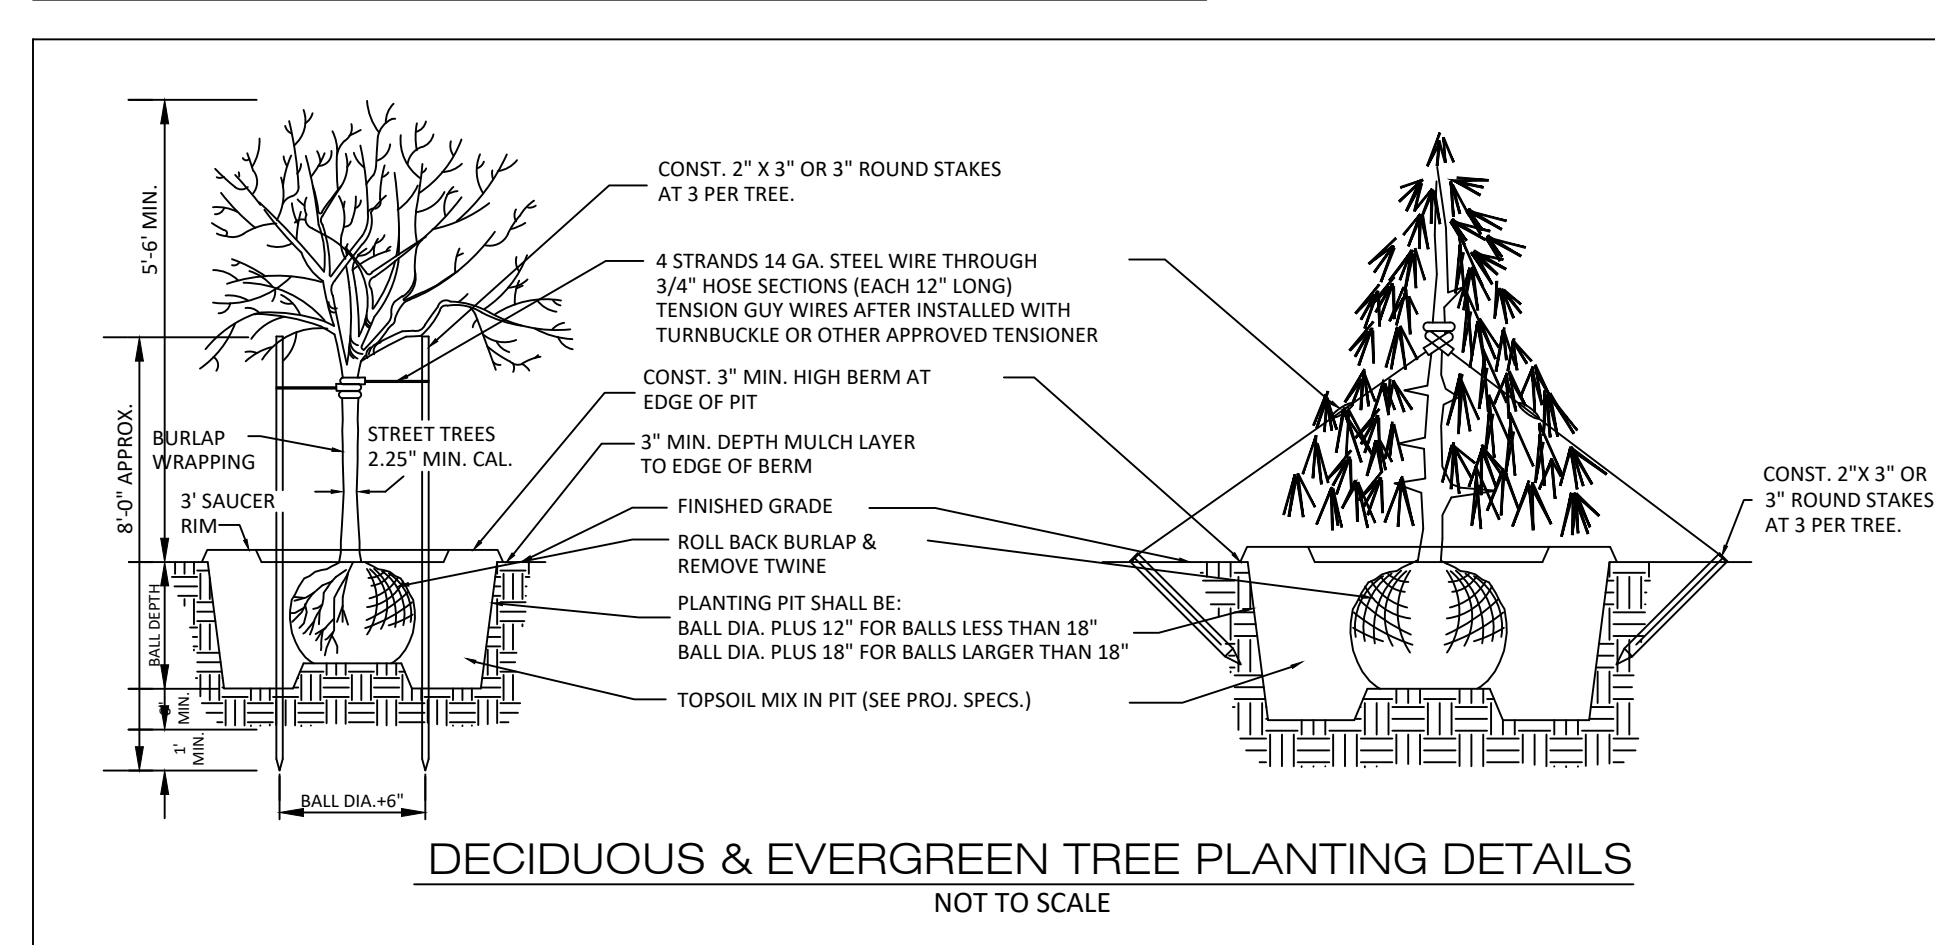 5'-6' MIN.
8'-0" APPROX.
BALL DEPTH
MIN.
1'
MIN.
BALL DIA.+6"
BURLAP
WRAPPING
STREET TREES
2.25" MIN. CAL.
3' SAUCER
RIM
CONST. 2" X 3" OR 3" ROUND STAKES
AT 3 PER TREE.
4 STRANDS 14 GA. STEEL WIRE THROUGH
3/4" HOSE SECTIONS (EACH 12" LONG)
TENSION GUY WIRES AFTER INSTALLED WITH
TURNBUCKLE OR OTHER APPROVED TENSIONER
CONST. 3" MIN. HIGH BERM AT
EDGE OF PIT
3" MIN. DEPTH MULCH LAYER
TO EDGE OF BERM
FINISHED GRADE
ROLL BACK BURLAP &
REMOVE TWINE
PLANTING PIT SHALL BE:
BALL DIA. PLUS 12" FOR BALLS LESS THAN 18"
BALL DIA. PLUS 18" FOR BALLS LARGER THAN 18"
TOPSOIL MIX IN PIT (SEE PROJ. SPECS.)
CONST. 2"X 3" OR
3" ROUND STAKES
AT 3 PER TREE.
DECIDUOUS & EVERGREEN TREE PLANTING DETAILS
NOT TO SCALE